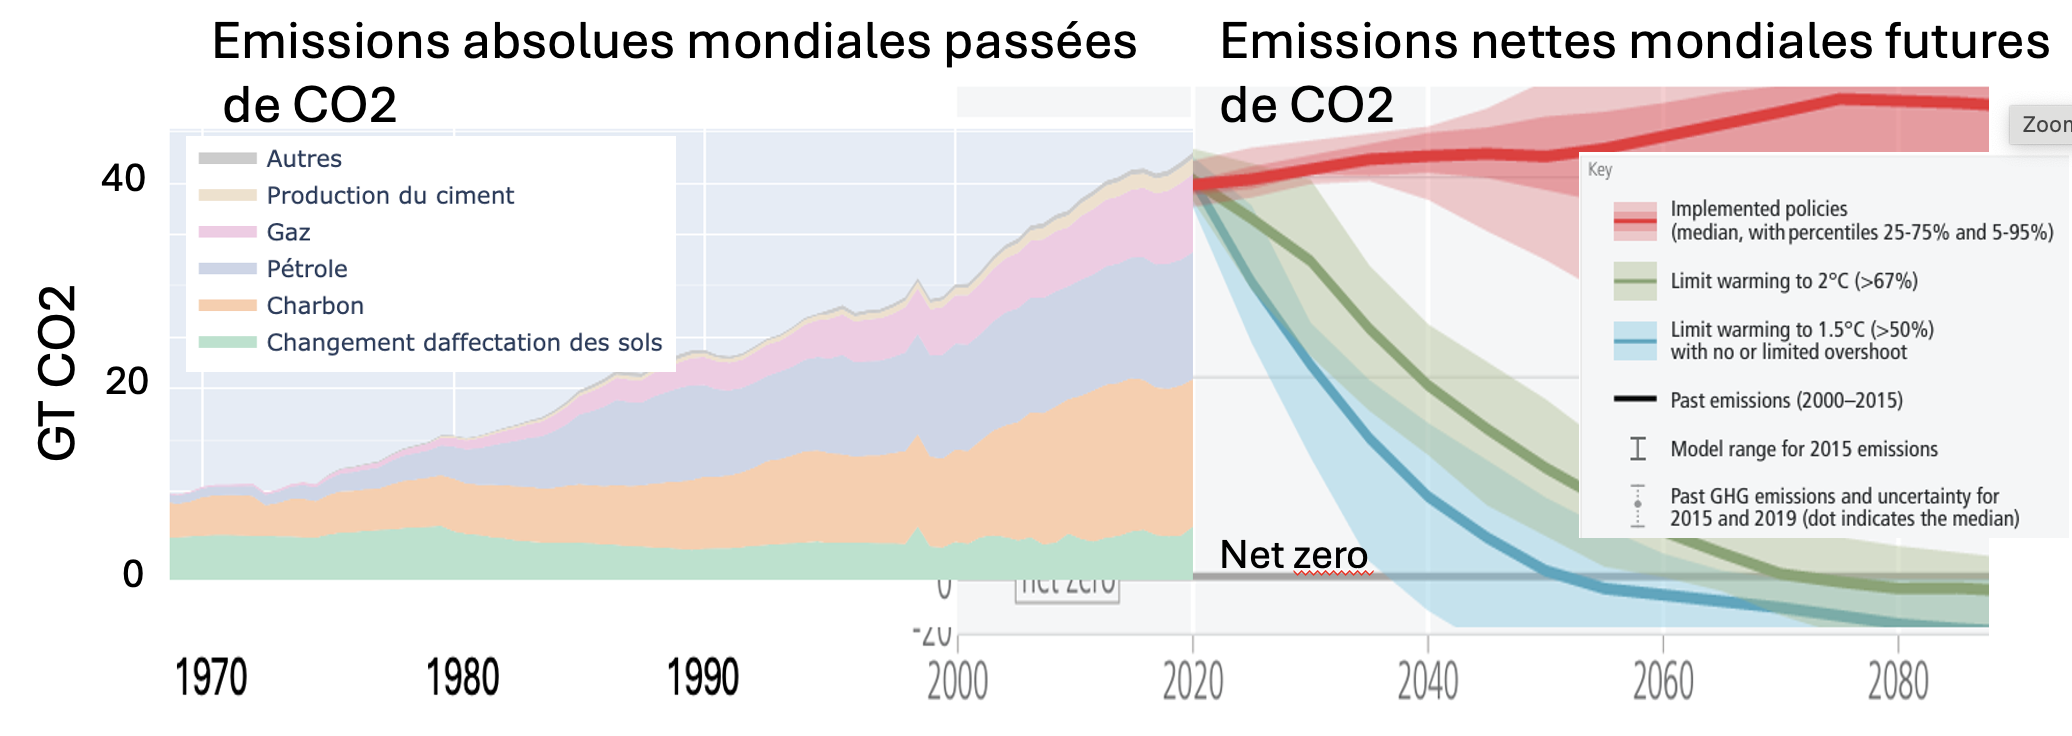 Emissions absolues mondiales passées
de CO2
Emissions nettes mondiales futures
de CO2
Zoom
GT CO2
40
20
0
Autres
Production du ciment
Gaz
Pétrole
Charbon
Changement daffectation des sols
Key
Implemented policies
(median, with percentiles 25-75% and 5-95%)
Limit warming to 2°C (>67%)
Limit warming to 1.5°C (>50%)
with no or limited overshoot
Past emissions (2000–2015)
Model range for 2015 emissions
Past GHG emissions and uncertainty for
2015 and 2019 (dot indicates the median)
Net zero
0
net zero
-20
1970
1980
1990
2000
2020
2040
2060
2080